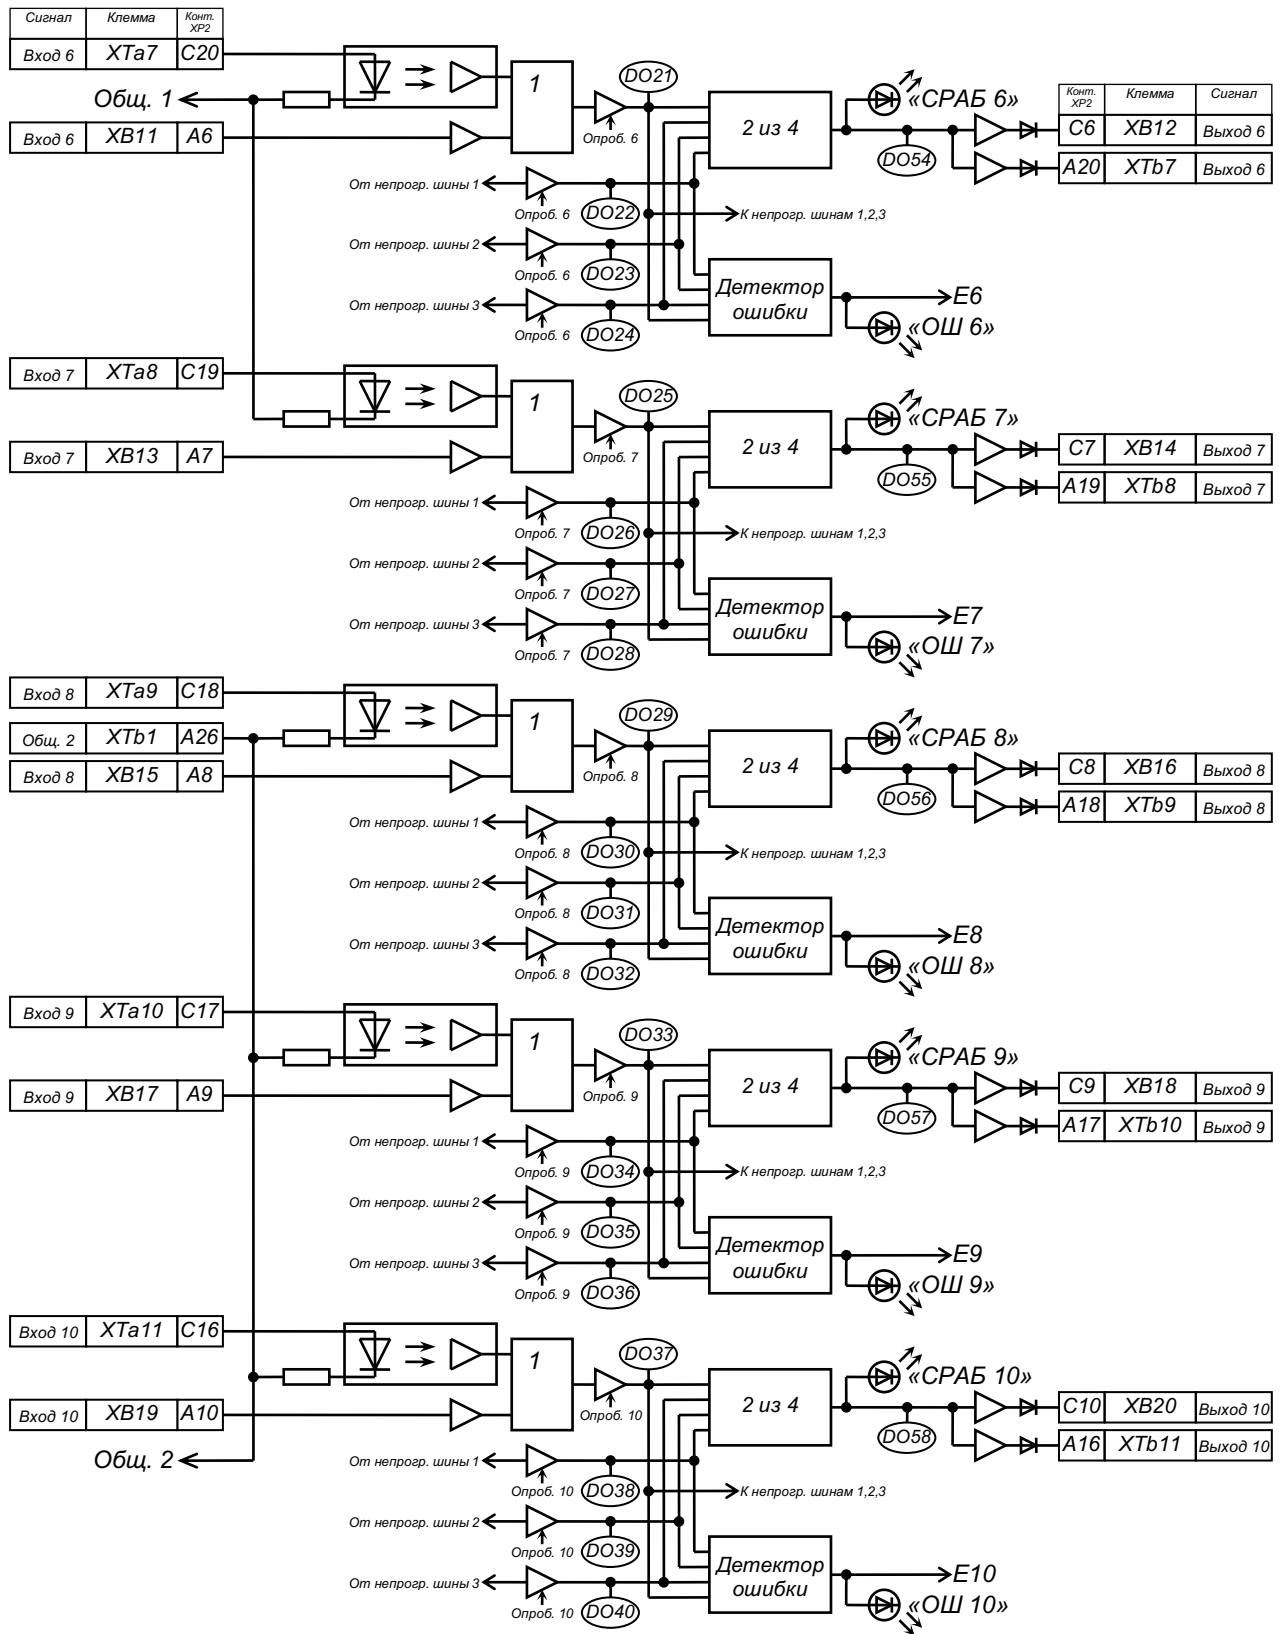 Сигнал Клемма Конт. XP2
Вход 6 XTa7 C20
Общ. 1
Вход 6 XB11 A6
1
Опроб. 6
DO21
2 из 4
«СРАБ 6»
DO54
Конт. XP2 Клемма Сигнал
C6 XB12 Выход 6
A20 XTb7 Выход 6
От непрогр. шины 1
Опроб. 6
DO22
К непрогр. шинам 1,2,3
От непрогр. шины 2
Опроб. 6
DO23
От непрогр. шины 3
Опроб. 6
DO24
Детектор
ошибки
E6
«ОШ 6»
Вход 7 XTa8 C19
Вход 7 XB13 A7
1
Опроб. 7
DO25
2 из 4
«СРАБ 7»
DO55
C7 XB14 Выход 7
A19 XTb8 Выход 7
От непрогр. шины 1
Опроб. 7
DO26
К непрогр. шинам 1,2,3
От непрогр. шины 2
Опроб. 7
DO27
От непрогр. шины 3
Опроб. 7
DO28
Детектор
ошибки
E7
«ОШ 7»
Вход 8 XTa9 C18
Общ. 2 XTb1 A26
Вход 8 XB15 A8
1
Опроб. 8
DO29
2 из 4
«СРАБ 8»
DO56
C8 XB16 Выход 8
A18 XTb9 Выход 8
От непрогр. шины 1
Опроб. 8
DO30
К непрогр. шинам 1,2,3
От непрогр. шины 2
Опроб. 8
DO31
От непрогр. шины 3
Опроб. 8
DO32
Детектор
ошибки
E8
«ОШ 8»
Вход 9 XTa10 C17
Вход 9 XB17 A9
1
Опроб. 9
DO33
2 из 4
«СРАБ 9»
DO57
C9 XB18 Выход 9
A17 XTb10 Выход 9
От непрогр. шины 1
Опроб. 9
DO34
К непрогр. шинам 1,2,3
От непрогр. шины 2
Опроб. 9
DO35
От непрогр. шины 3
Опроб. 9
DO36
Детектор
ошибки
E9
«ОШ 9»
Вход 10 XTa11 C16
Вход 10 XB19 A10
Общ. 2
1
Опроб. 10
DO37
2 из 4
«СРАБ 10»
DO58
C10 XB20 Выход 10
A16 XTb11 Выход 10
От непрогр. шины 1
Опроб. 10
DO38
К непрогр. шинам 1,2,3
От непрогр. шины 2
Опроб. 10
DO39
От непрогр. шины 3
Опроб. 10
DO40
Детектор
ошибки
E10
«ОШ 10»